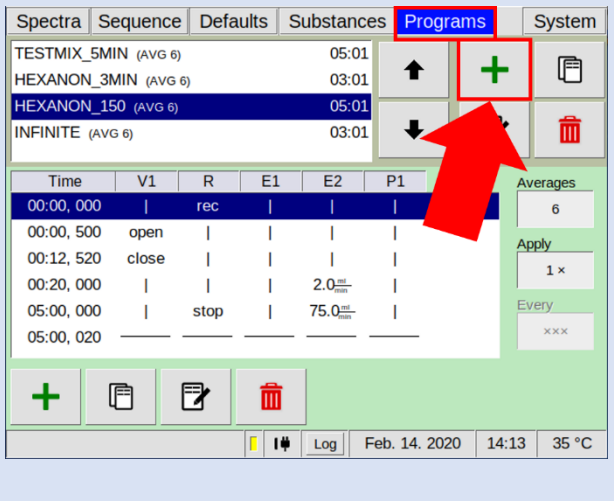 Spectra Sequence Defaults Substances Programs System
TESTMIX_5MIN (AVG 6) 05:01
HEXANON_3MIN (AVG 6) 03:01
HEXANON_150 (AVG 6) 05:01
INFINITE (AVG 6) 03:01
Time V1 R E1 E2 P1
00:00, 000 | rec | | |
00:00, 500 open | | | |
00:12, 520 close | | | |
00:20, 000 | | | 2.0 ml/min |
05:00, 000 | stop | 75.0 ml/min |
05:00, 020
Averages
6
Apply
1 ×
Every
×××
Log Feb. 14. 2020 14:13 35 °C